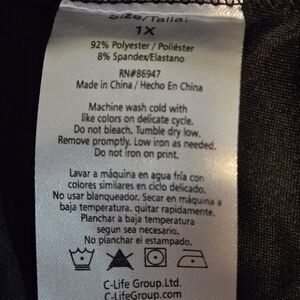 Size/Talla:
1X
92% Polyester / Poliéster
8% Spandex/Elastano
RN#86947
Made in China / Hecho En China
Machine wash cold with
like colors on delicate cycle.
Do not bleach. Tumble dry low.
Remove promptly. Low iron as needed.
Do not iron on print.
Lavar a máquina en agua fría con
colores similares en ciclo delicado.
No usar blanqueador. Secar en máquina a
baja temperatura. quitar rapidamente.
Planchar a baja temperatura
segun sea necesario.
No planchar el estampado.
C-Life Group.Ltd.
C-LifeGroup.com